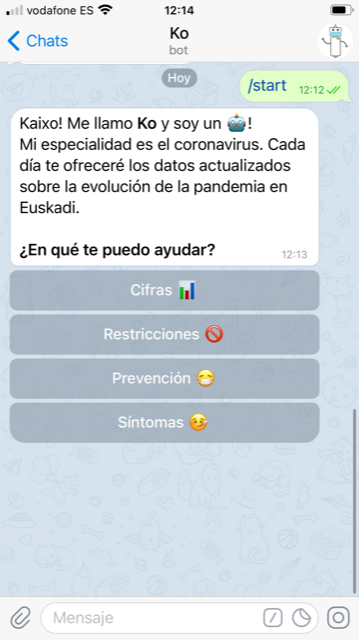 vodafone ES
12:14
Chats
Ko
bot
Hoy
/start 12:12
Kaixo! Me llamo Ko y soy un 🤖!
Mi especialidad es el coronavirus. Cada
día te ofreceré los datos actualizados
sobre la evolución de la pandemia en
Euskadi.
¿En qué te puedo ayudar?
12:13
Cifras 📊
Restricciones 🚫
Prevención 😷
Síntomas 🤒
Mensaje